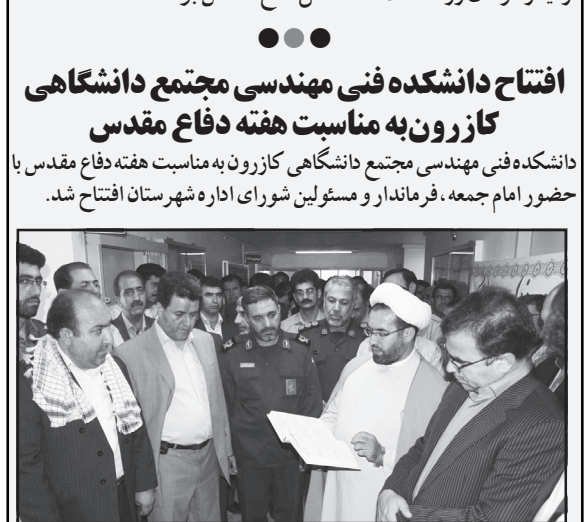 افتتاح دانشکده فنی مهندسی مجتمع دانشگاهی
کازرون به مناسبت هفته دفاع مقدس
دانشکده فنی مهندسی مجتمع دانشگاهی کازرون به مناسبت هفته دفاع مقدس با
حضور امام جمعه، فرماندار و مسئولین شورای اداره شهرستان افتتاح شد.